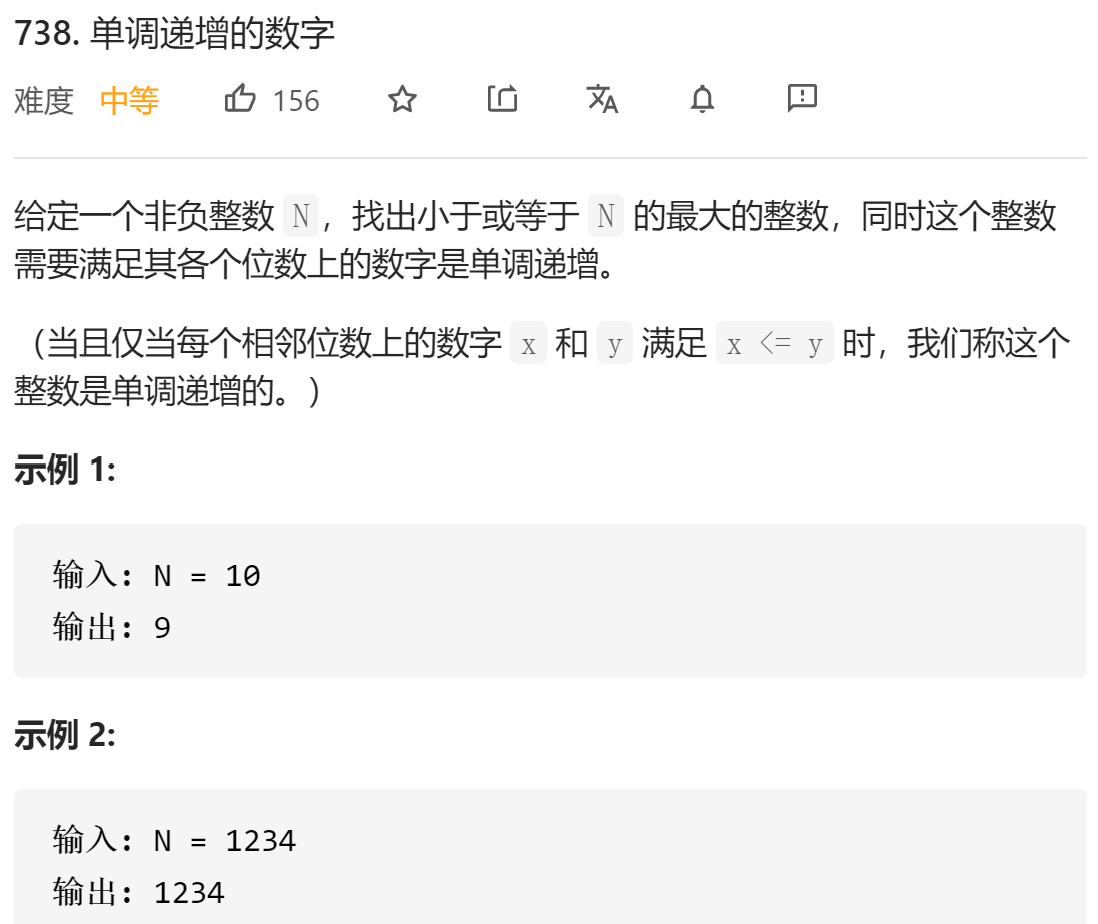 738. 单调递增的数字
难度 中等 156
给定一个非负整数 N，找出小于或等于 N 的最大的整数，同时这个整数
需要满足其各个位数上的数字是单调递增。
（当且仅当每个相邻位数上的数字 x 和 y 满足 x <= y 时，我们称这个
整数是单调递增的。）
示例 1:
输入: N = 10
输出: 9
示例 2:
输入: N = 1234
输出: 1234